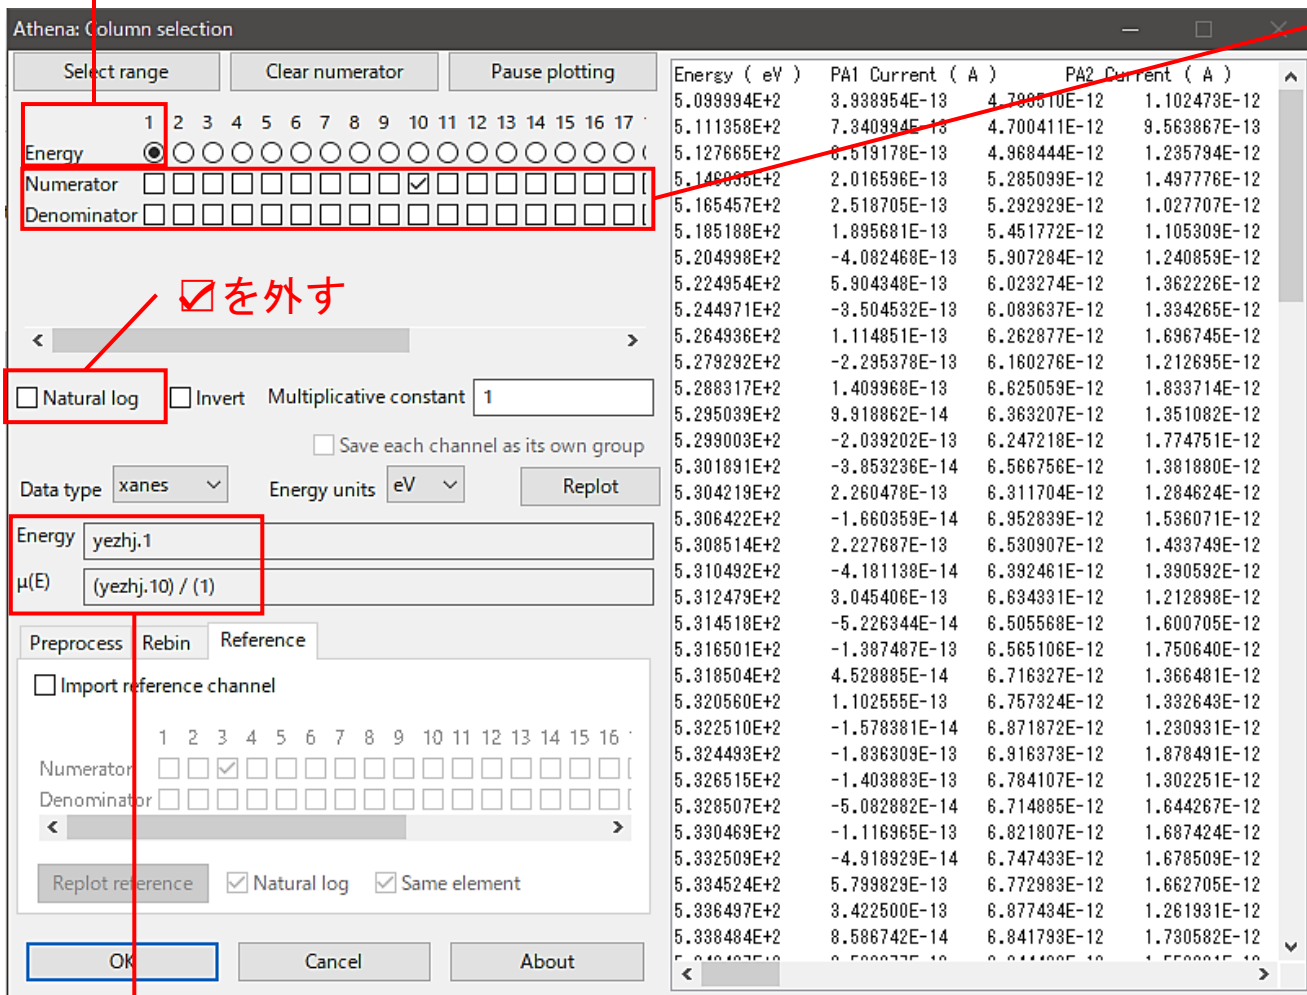 Athena: Column selection
Select range Clear numerator Pause plotting
1 2 3 4 5 6 7 8 9 10 11 12 13 14 15 16 17
Energy
Numerator
Denominator
☑を外す
Natural log Invert Multiplicative constant 1
Save each channel as its own group
Data type xanes Energy units eV Replot
Energy yezhj.1
μ(E) (yezhj.10) / (1)
Preprocess Rebin Reference
Import reference channel
1 2 3 4 5 6 7 8 9 10 11 12 13 14 15 16
Numerator
Denominator
Replot reference Natural log Same element
OK Cancel About
Energy ( eV ) PA1 Current ( A ) PA2 Current ( A )
5.099994E+2 3.938954E-13 4.798510E-12 1.102473E-12
5.111358E+2 7.340994E-13 4.700411E-12 9.563867E-13
5.127665E+2 6.519178E-13 4.968444E-12 1.235794E-12
5.146835E+2 2.016596E-13 5.285099E-12 1.497776E-12
5.165457E+2 2.518705E-13 5.292929E-12 1.027707E-12
5.185188E+2 1.895681E-13 5.451772E-12 1.105309E-12
5.204998E+2 -4.082468E-13 5.907284E-12 1.240859E-12
5.224954E+2 5.904348E-13 6.023274E-12 1.362226E-12
5.244971E+2 -3.504532E-13 6.083637E-12 1.334265E-12
5.264936E+2 1.114851E-13 6.262877E-12 1.696745E-12
5.279292E+2 -2.295378E-13 6.160276E-12 1.212695E-12
5.288317E+2 1.409968E-13 6.625059E-12 1.833714E-12
5.295039E+2 9.918862E-14 6.363207E-12 1.351082E-12
5.299003E+2 -2.039202E-13 6.247218E-12 1.774751E-12
5.301891E+2 -3.853236E-14 6.566756E-12 1.381880E-12
5.304219E+2 2.260478E-13 6.311704E-12 1.284624E-12
5.306422E+2 -1.660359E-14 6.952839E-12 1.536071E-12
5.308514E+2 2.227687E-13 6.530907E-12 1.433749E-12
5.310492E+2 -4.181138E-14 6.392461E-12 1.390592E-12
5.312479E+2 3.045406E-13 6.634331E-12 1.212898E-12
5.314518E+2 -5.226344E-14 6.505568E-12 1.600705E-12
5.316501E+2 -1.387487E-13 6.565106E-12 1.750640E-12
5.318504E+2 4.528885E-14 6.716327E-12 1.366481E-12
5.320560E+2 1.102555E-13 6.757324E-12 1.332643E-12
5.322510E+2 -1.578381E-14 6.871872E-12 1.230931E-12
5.324493E+2 -1.836309E-13 6.916373E-12 1.878491E-12
5.326515E+2 -1.403883E-13 6.784107E-12 1.302251E-12
5.328507E+2 -5.082882E-14 6.714885E-12 1.644267E-12
5.330469E+2 -1.116965E-13 6.821807E-12 1.687424E-12
5.332509E+2 -4.918929E-14 6.747433E-12 1.678509E-12
5.334524E+2 5.799829E-13 6.772983E-12 1.662705E-12
5.336497E+2 3.422500E-13 6.877434E-12 1.261931E-12
5.338484E+2 8.586742E-14 6.841793E-12 1.730582E-12